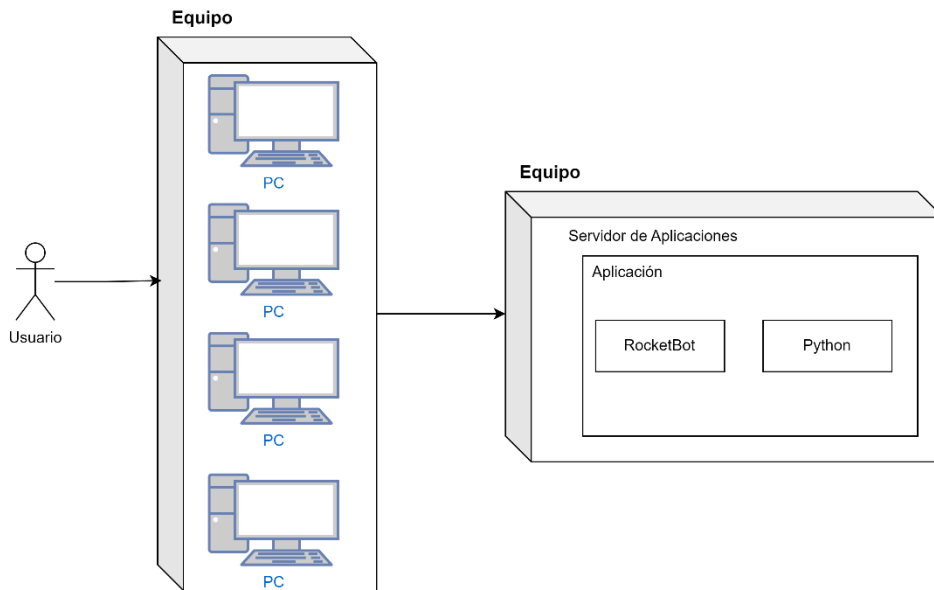 Equipo
PC
PC
PC
PC
Usuario
Equipo
Servidor de Aplicaciones
Aplicación
RocketBot
Python